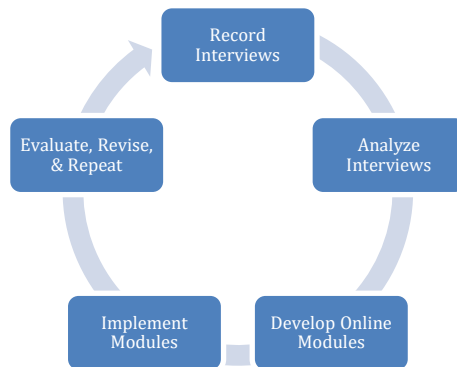 Record
Interviews
Analyze
Interviews
Develop Online
Modules
Implement
Modules
Evaluate, Revise,
& Repeat